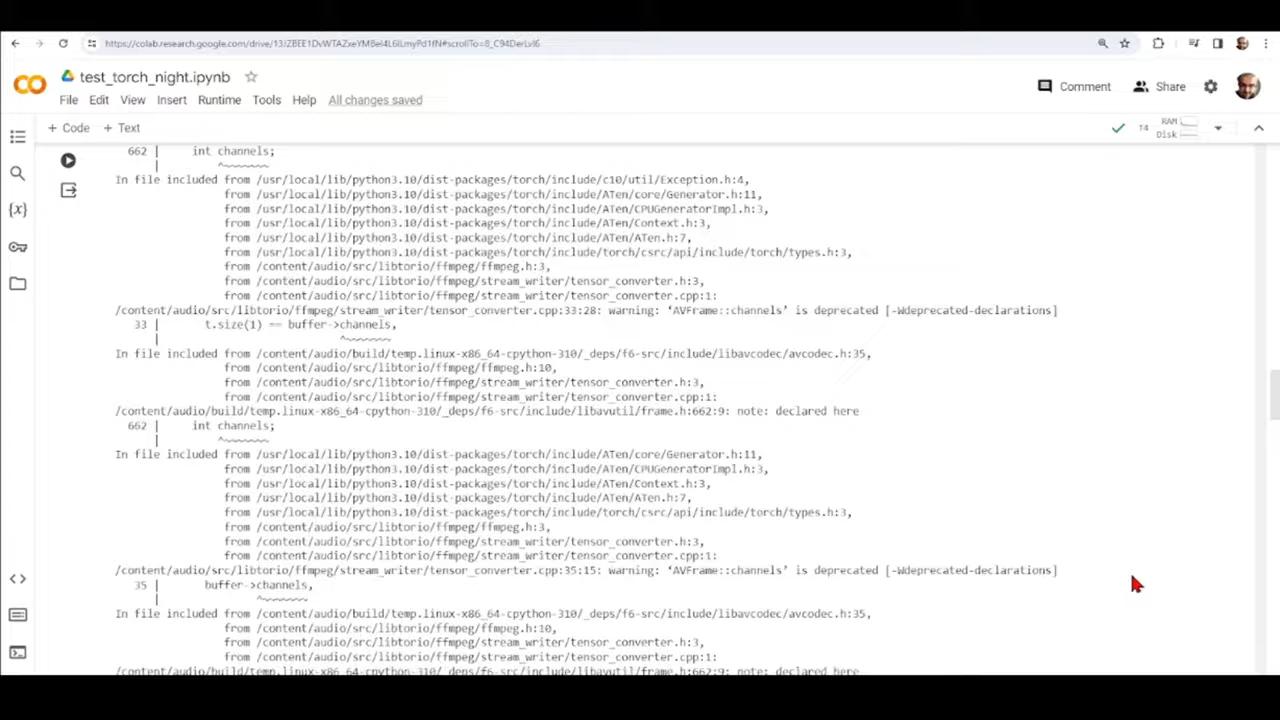 https://colab.research.google.com/drive/13/ZBEE1DvWTAZxeYMBel4L6ILmyPd1fN#scrollTo=8_C94DerLvl6
test_torch_night.ipynb
Comment
Share
File Edit View Insert Runtime Tools Help All changes saved
+ Code + Text
T4
RAM
Disk
662 | int channels;
| ^~~~~~~~
In file included from /usr/local/lib/python3.10/dist-packages/torch/include/c10/util/Exception.h:4,
from /usr/local/lib/python3.10/dist-packages/torch/include/ATen/core/Generator.h:11,
from /usr/local/lib/python3.10/dist-packages/torch/include/ATen/CPUGeneratorImpl.h:3,
from /usr/local/lib/python3.10/dist-packages/torch/include/ATen/Context.h:3,
from /usr/local/lib/python3.10/dist-packages/torch/include/ATen/ATen.h:7,
from /usr/local/lib/python3.10/dist-packages/torch/include/torch/csrc/api/include/torch/types.h:3,
from /content/audio/src/libtorio/ffmpeg/ffmpeg.h:3,
from /content/audio/src/libtorio/ffmpeg/stream_writer/tensor_converter.h:3,
from /content/audio/src/libtorio/ffmpeg/stream_writer/tensor_converter.cpp:1:
/content/audio/src/libtorio/ffmpeg/stream_writer/tensor_converter.cpp:33:28: warning: ‘AVFrame::channels’ is deprecated [-Wdeprecated-declarations]
33 | t.size(1) == buffer->channels,
| ^~~~~~~~
In file included from /content/audio/build/temp.linux-x86_64-cpython-310/_deps/f6-src/include/libavcodec/avcodec.h:35,
from /content/audio/src/libtorio/ffmpeg/ffmpeg.h:10,
from /content/audio/src/libtorio/ffmpeg/stream_writer/tensor_converter.h:3,
from /content/audio/src/libtorio/ffmpeg/stream_writer/tensor_converter.cpp:1:
/content/audio/build/temp.linux-x86_64-cpython-310/_deps/f6-src/include/libavutil/frame.h:662:9: note: declared here
662 | int channels;
| ^~~~~~~~
In file included from /usr/local/lib/python3.10/dist-packages/torch/include/ATen/core/Generator.h:11,
from /usr/local/lib/python3.10/dist-packages/torch/include/ATen/CPUGeneratorImpl.h:3,
from /usr/local/lib/python3.10/dist-packages/torch/include/ATen/Context.h:3,
from /usr/local/lib/python3.10/dist-packages/torch/include/ATen/ATen.h:7,
from /usr/local/lib/python3.10/dist-packages/torch/include/torch/csrc/api/include/torch/types.h:3,
from /content/audio/src/libtorio/ffmpeg/ffmpeg.h:3,
from /content/audio/src/libtorio/ffmpeg/stream_writer/tensor_converter.h:3,
from /content/audio/src/libtorio/ffmpeg/stream_writer/tensor_converter.cpp:1:
/content/audio/src/libtorio/ffmpeg/stream_writer/tensor_converter.cpp:35:15: warning: ‘AVFrame::channels’ is deprecated [-Wdeprecated-declarations]
35 | buffer->channels,
| ^~~~~~~~
In file included from /content/audio/build/temp.linux-x86_64-cpython-310/_deps/f6-src/include/libavcodec/avcodec.h:35,
from /content/audio/src/libtorio/ffmpeg/ffmpeg.h:10,
from /content/audio/src/libtorio/ffmpeg/stream_writer/tensor_converter.h:3,
from /content/audio/src/libtorio/ffmpeg/stream_writer/tensor_converter.cpp:1:
/content/audio/build/temp.linux-x86_64-cpython-310/_deps/f6-src/include/libavutil/frame.h:662:9: note: declared here